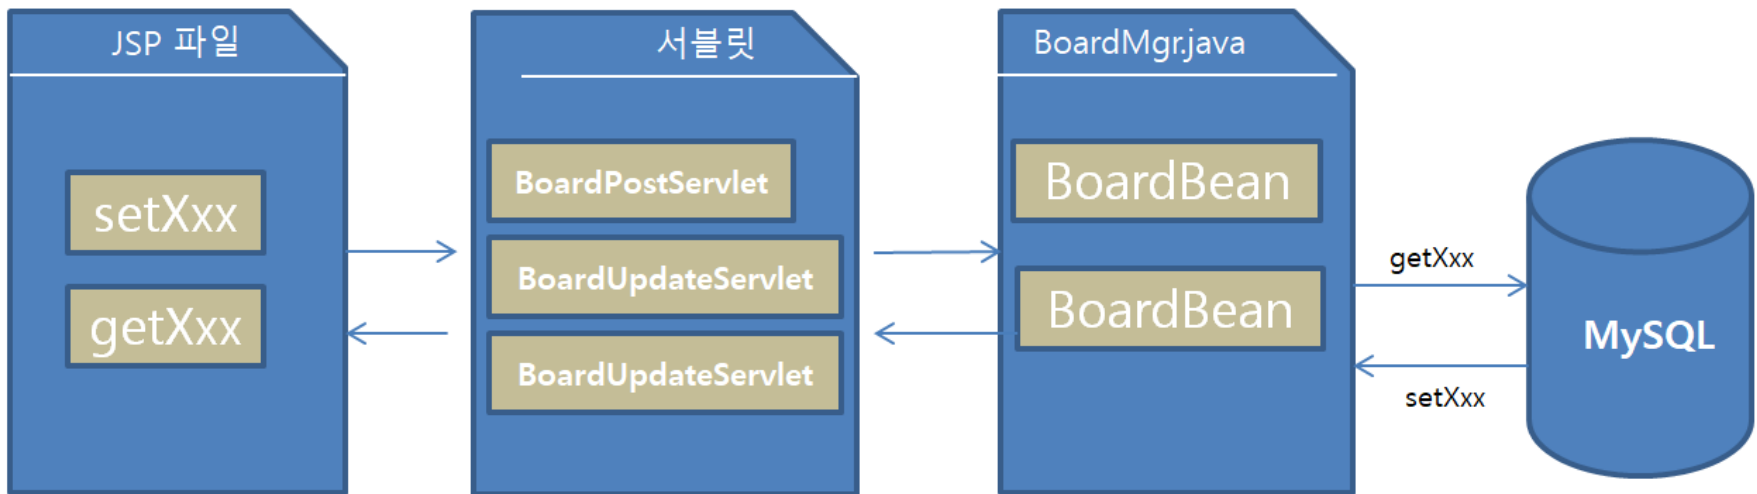 JSP 파일
setXxx
getXxx
서블릿
BoardPostServlet
BoardUpdateServlet
BoardUpdateServlet
BoardMgr.java
BoardBean
BoardBean
getXxx
setXxx
MySQL